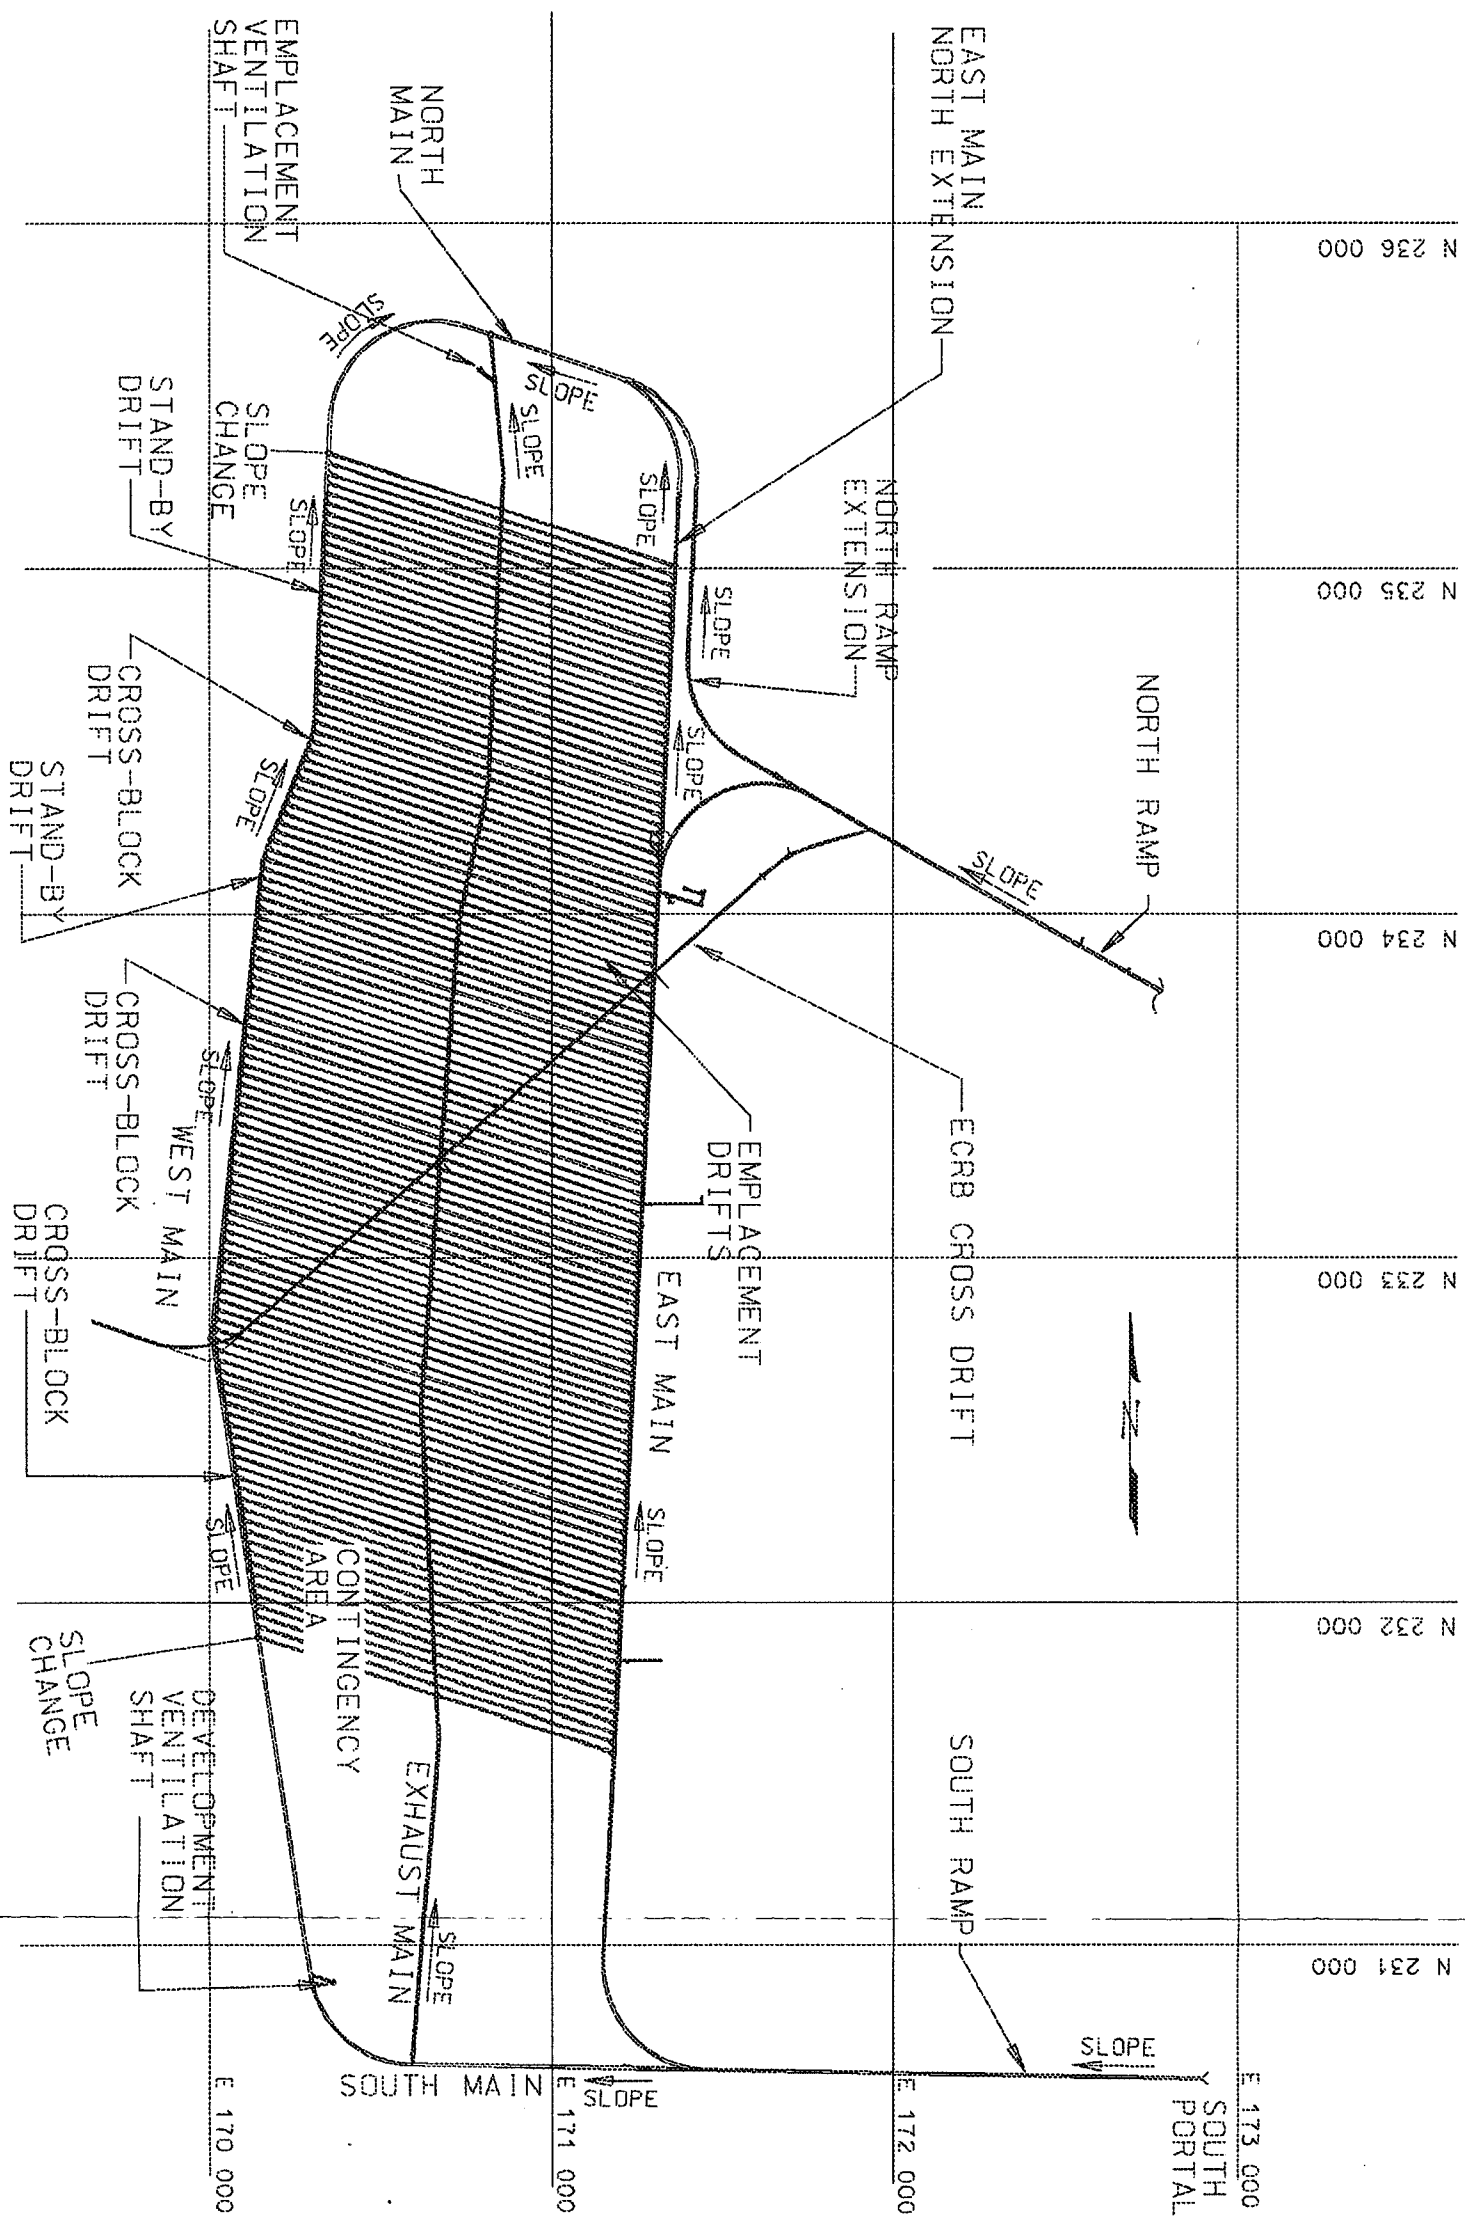 EAST MAIN
NORTH EXTENSION
EMPLACEMENT
VENTILATION
SHAFT
NORTH
MAIN
N 236 000
SLOPE
SLOPE
SLOPE
SLOPE
SLOPE
CHANGE
STAND-BY
DRIFT
SLOPE
NORTH RAMP
EXTENSION
N 235 000
SLOPE
SLOPE
NORTH RAMP
SLOPE
CROSS-BLOCK
DRIFT
SLOPE
STAND-BY
DRIFT
N 234 000
ECRB CROSS DRIFT
EMPLACEMENT
DRIFTS
CROSS-BLOCK
DRIFT
SLOPE
WEST MAIN
CROSS-BLOCK
DRIFT
N 233 000
EAST MAIN
N
SLOPE
SLOPE
CONTINGENCY
AREA
N 232 000
SLOPE
CHANGE
DEVELOPMENT
VENTILATION
SHAFT
EXHAUST MAIN
SLOPE
SOUTH RAMP
N 231 000
SLOPE
SOUTH MAIN
SLOPE
E 170 000
E 171 000
E 172 000
E 173 000
SOUTH
PORTAL